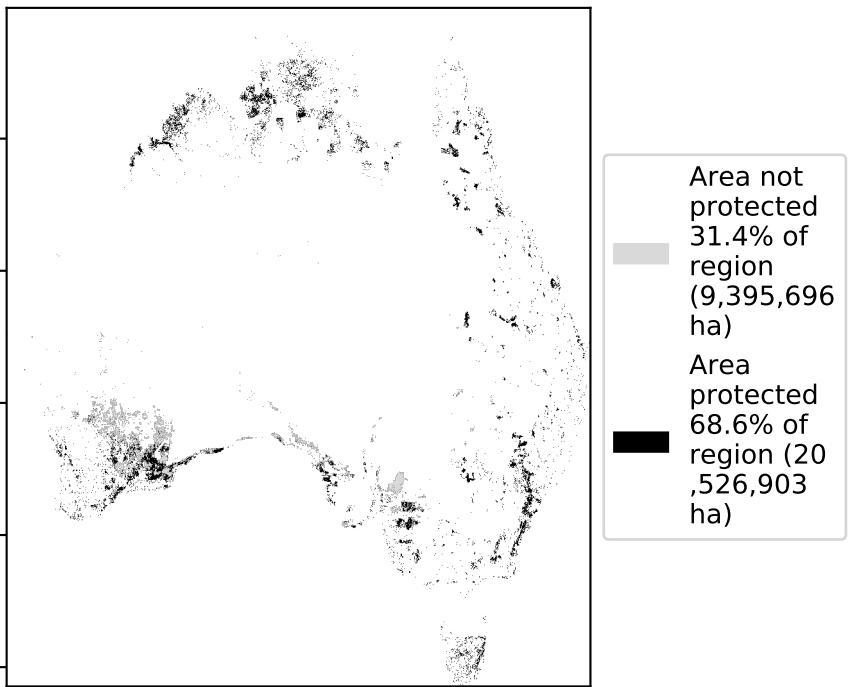 Area not
protected
31.4% of
region
(9,395,696
ha)
Area
protected
68.6% of
region (20
,526,903
ha)